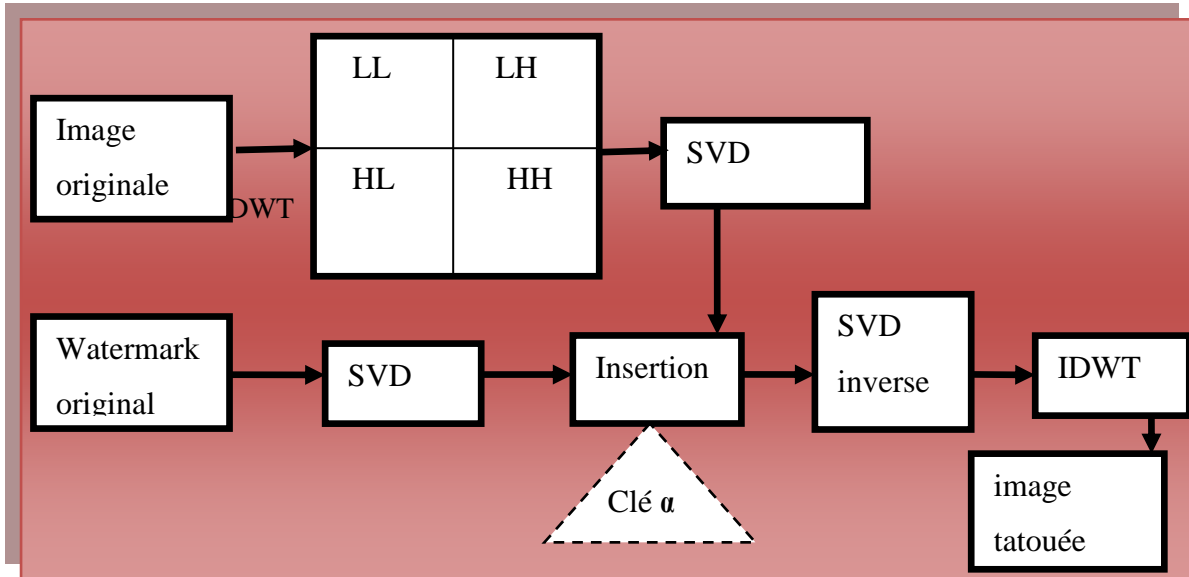 LL
LH
Image
originale
SVD
HL
HH
DWT
Watermark
original
SVD
Insertion
SVD
inverse
IDWT
Clé α
image
tatouée